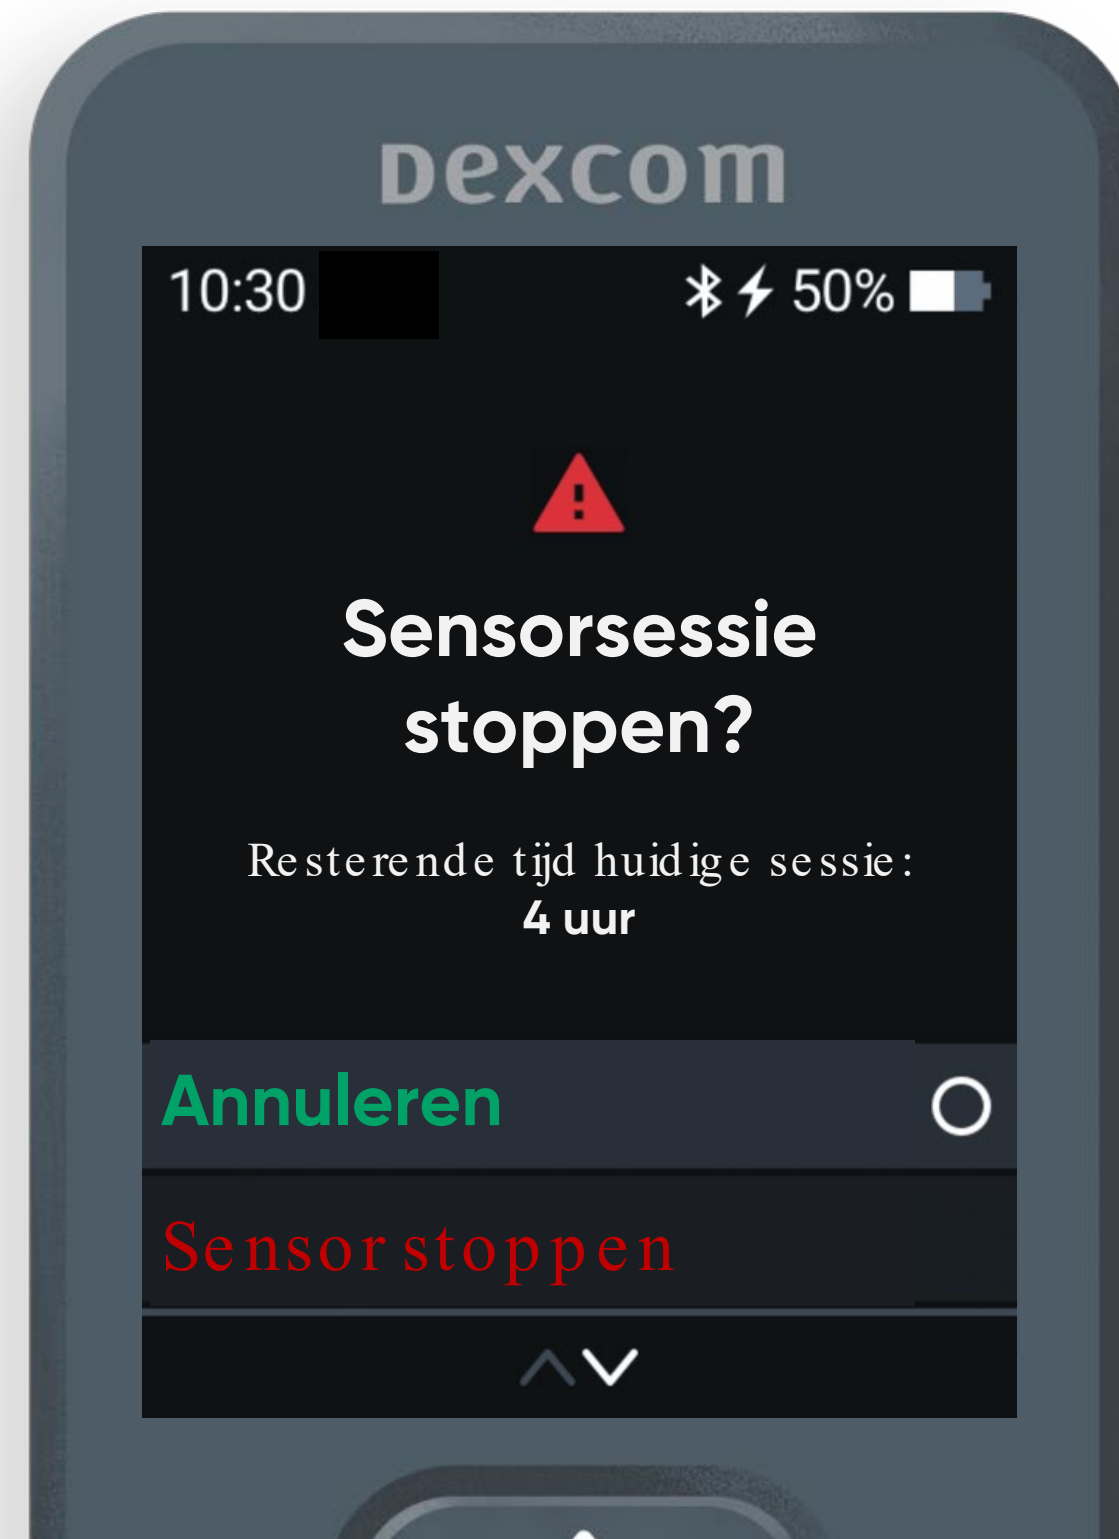 Dexcom
10:30 50%
Sensorsessie
stoppen?
Resterende tijd huidige sessie:
4 uur
Annuleren
Sensor stoppen